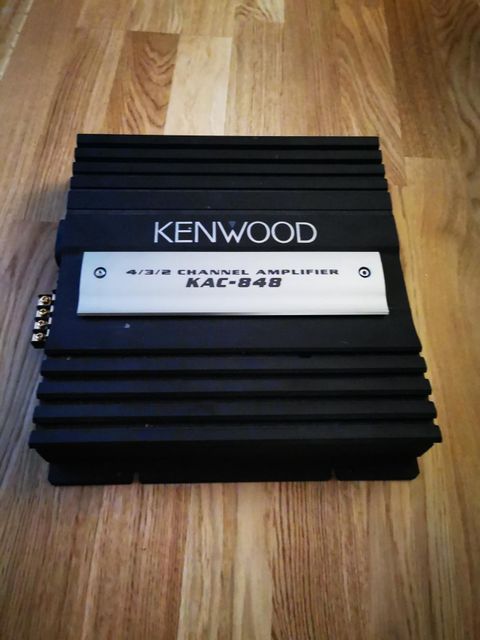 KENWOOD
4/3/2 CHANNEL AMPLIFIER
KAC-848